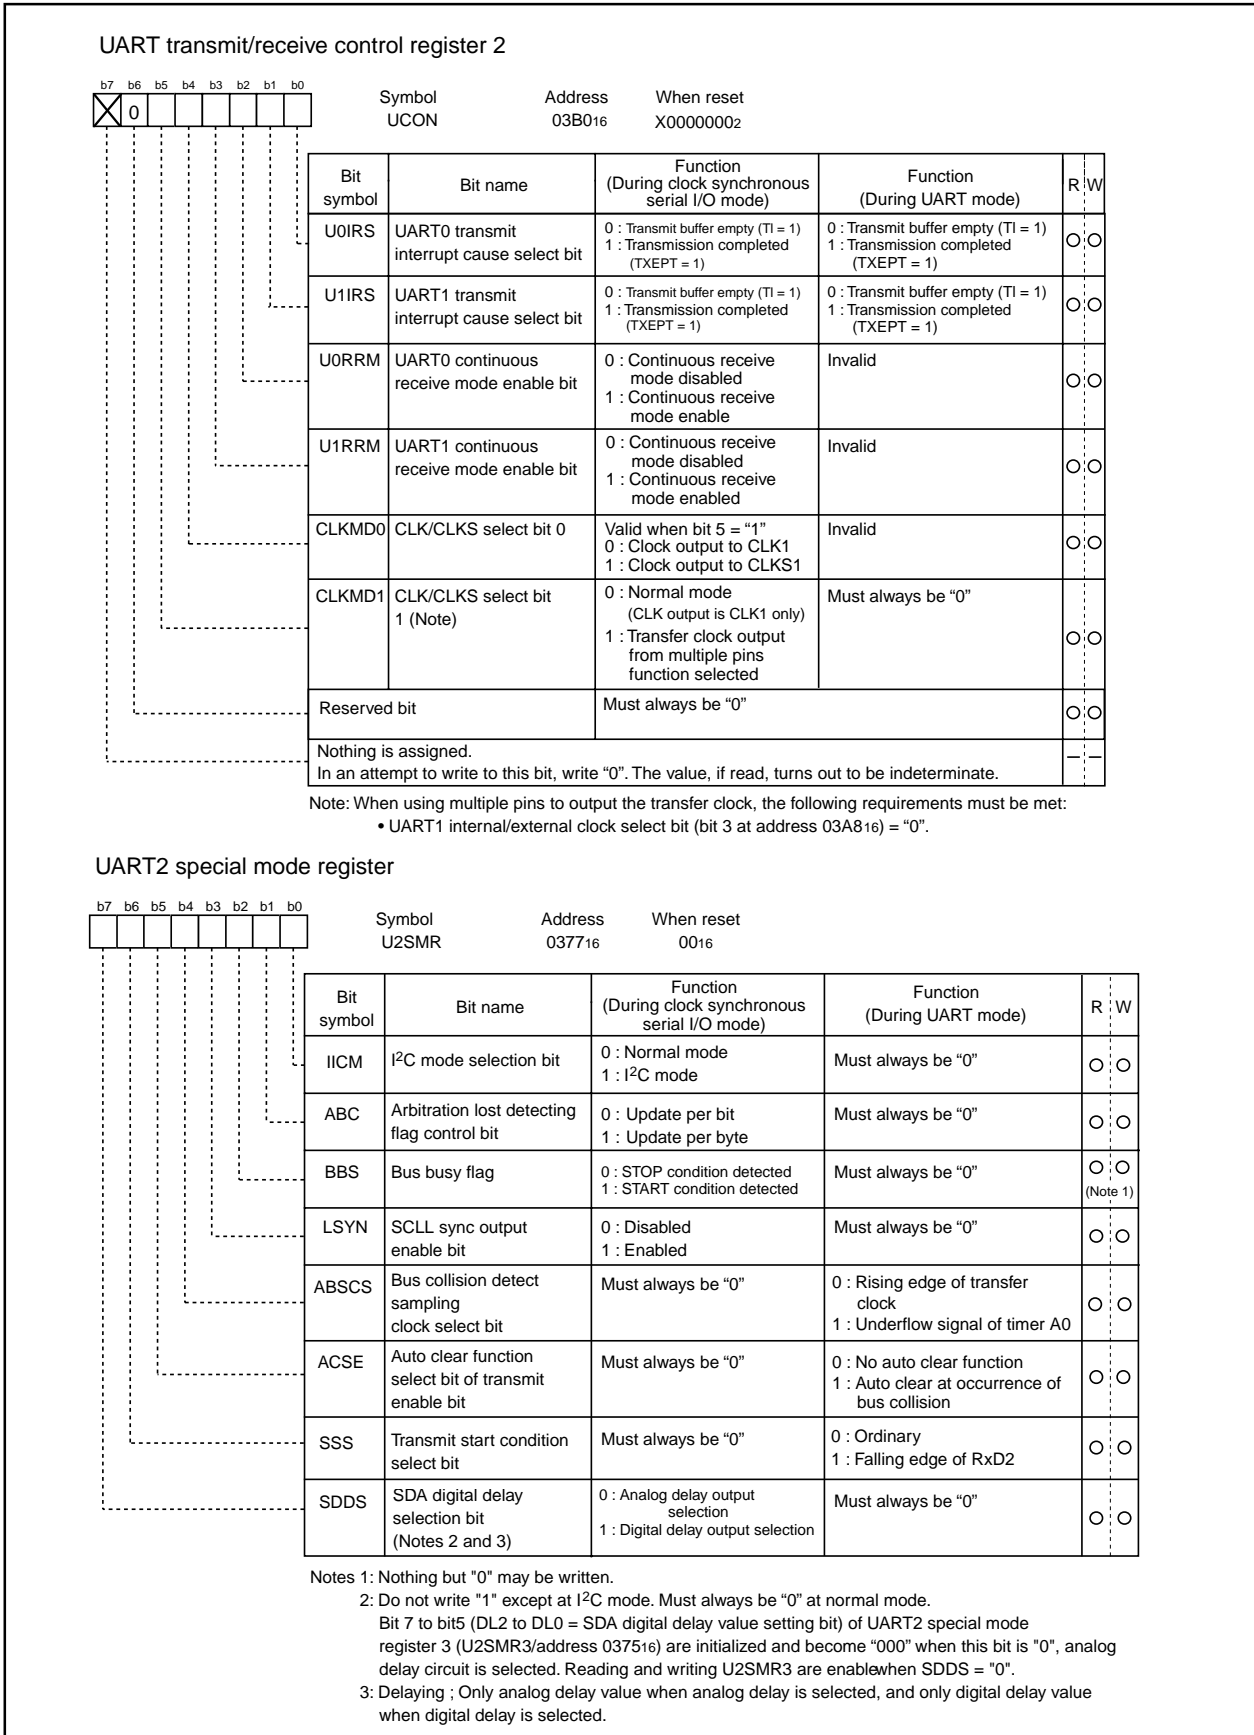 UART transmit/receive control register 2
b7 b6 b5 b4 b3 b2 b1 b0
0
Symbol Address When reset
UCON 03B016 X00000002
Bit symbol Bit name Function (During clock synchronous serial I/O mode) Function (During UART mode) R W
U0IRS UART0 transmit interrupt cause select bit
0 : Transmit buffer empty (TI = 1)
1 : Transmission completed
(TXEPT = 1)
0 : Transmit buffer empty (TI = 1)
1 : Transmission completed
(TXEPT = 1)
U1IRS UART1 transmit interrupt cause select bit
0 : Transmit buffer empty (TI = 1)
1 : Transmission completed
(TXEPT = 1)
0 : Transmit buffer empty (TI = 1)
1 : Transmission completed
(TXEPT = 1)
U0RRM UART0 continuous receive mode enable bit
0 : Continuous receive
mode disabled
1 : Continuous receive
mode enable
Invalid
U1RRM UART1 continuous receive mode enable bit
0 : Continuous receive
mode disabled
1 : Continuous receive
mode enabled
Invalid
CLKMD0 CLK/CLKS select bit 0
Valid when bit 5 = “1”
0 : Clock output to CLK1
1 : Clock output to CLKS1
Invalid
CLKMD1 CLK/CLKS select bit 1 (Note)
0 : Normal mode
(CLK output is CLK1 only)
1 : Transfer clock output
from multiple pins
function selected
Must always be “0”
Reserved bit Must always be “0”
Nothing is assigned.
In an attempt to write to this bit, write “0”. The value, if read, turns out to be indeterminate.
Note: When using multiple pins to output the transfer clock, the following requirements must be met:
• UART1 internal/external clock select bit (bit 3 at address 03A816) = “0”.
UART2 special mode register
b7 b6 b5 b4 b3 b2 b1 b0
Symbol Address When reset
U2SMR 037716 0016
Bit symbol Bit name Function (During clock synchronous serial I/O mode) Function (During UART mode) R W
IICM I2C mode selection bit
0 : Normal mode
1 : I2C mode
Must always be “0”
ABC Arbitration lost detecting flag control bit
0 : Update per bit
1 : Update per byte
Must always be “0”
BBS Bus busy flag
0 : STOP condition detected
1 : START condition detected
Must always be “0”
(Note 1)
LSYN SCLL sync output enable bit
0 : Disabled
1 : Enabled
Must always be “0”
ABSCS Bus collision detect sampling clock select bit
Must always be “0”
0 : Rising edge of transfer
clock
1 : Underflow signal of timer A0
ACSE Auto clear function select bit of transmit enable bit
Must always be “0”
0 : No auto clear function
1 : Auto clear at occurrence of
bus collision
SSS Transmit start condition select bit
Must always be “0”
0 : Ordinary
1 : Falling edge of RxD2
SDDS SDA digital delay selection bit (Notes 2 and 3)
0 : Analog delay output
selection
1 : Digital delay output selection
Must always be “0”
Notes 1: Nothing but "0" may be written.
2: Do not write "1" except at I2C mode. Must always be “0” at normal mode.
Bit 7 to bit5 (DL2 to DL0 = SDA digital delay value setting bit) of UART2 special mode
register 3 (U2SMR3/address 037516) are initialized and become “000” when this bit is "0", analog
delay circuit is selected. Reading and writing U2SMR3 are enablewhen SDDS = "0".
3: Delaying ; Only analog delay value when analog delay is selected, and only digital delay value
when digital delay is selected.